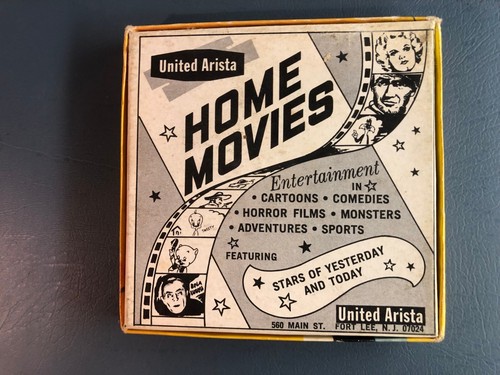 United Arista
HOME
MOVIES
Entertainment
IN
• CARTOONS • COMEDIES
• HORROR FILMS • MONSTERS
• ADVENTURES • SPORTS
FEATURING
STARS OF YESTERDAY
AND TODAY
United Arista
560 MAIN ST. FORT LEE, N.J. 07024